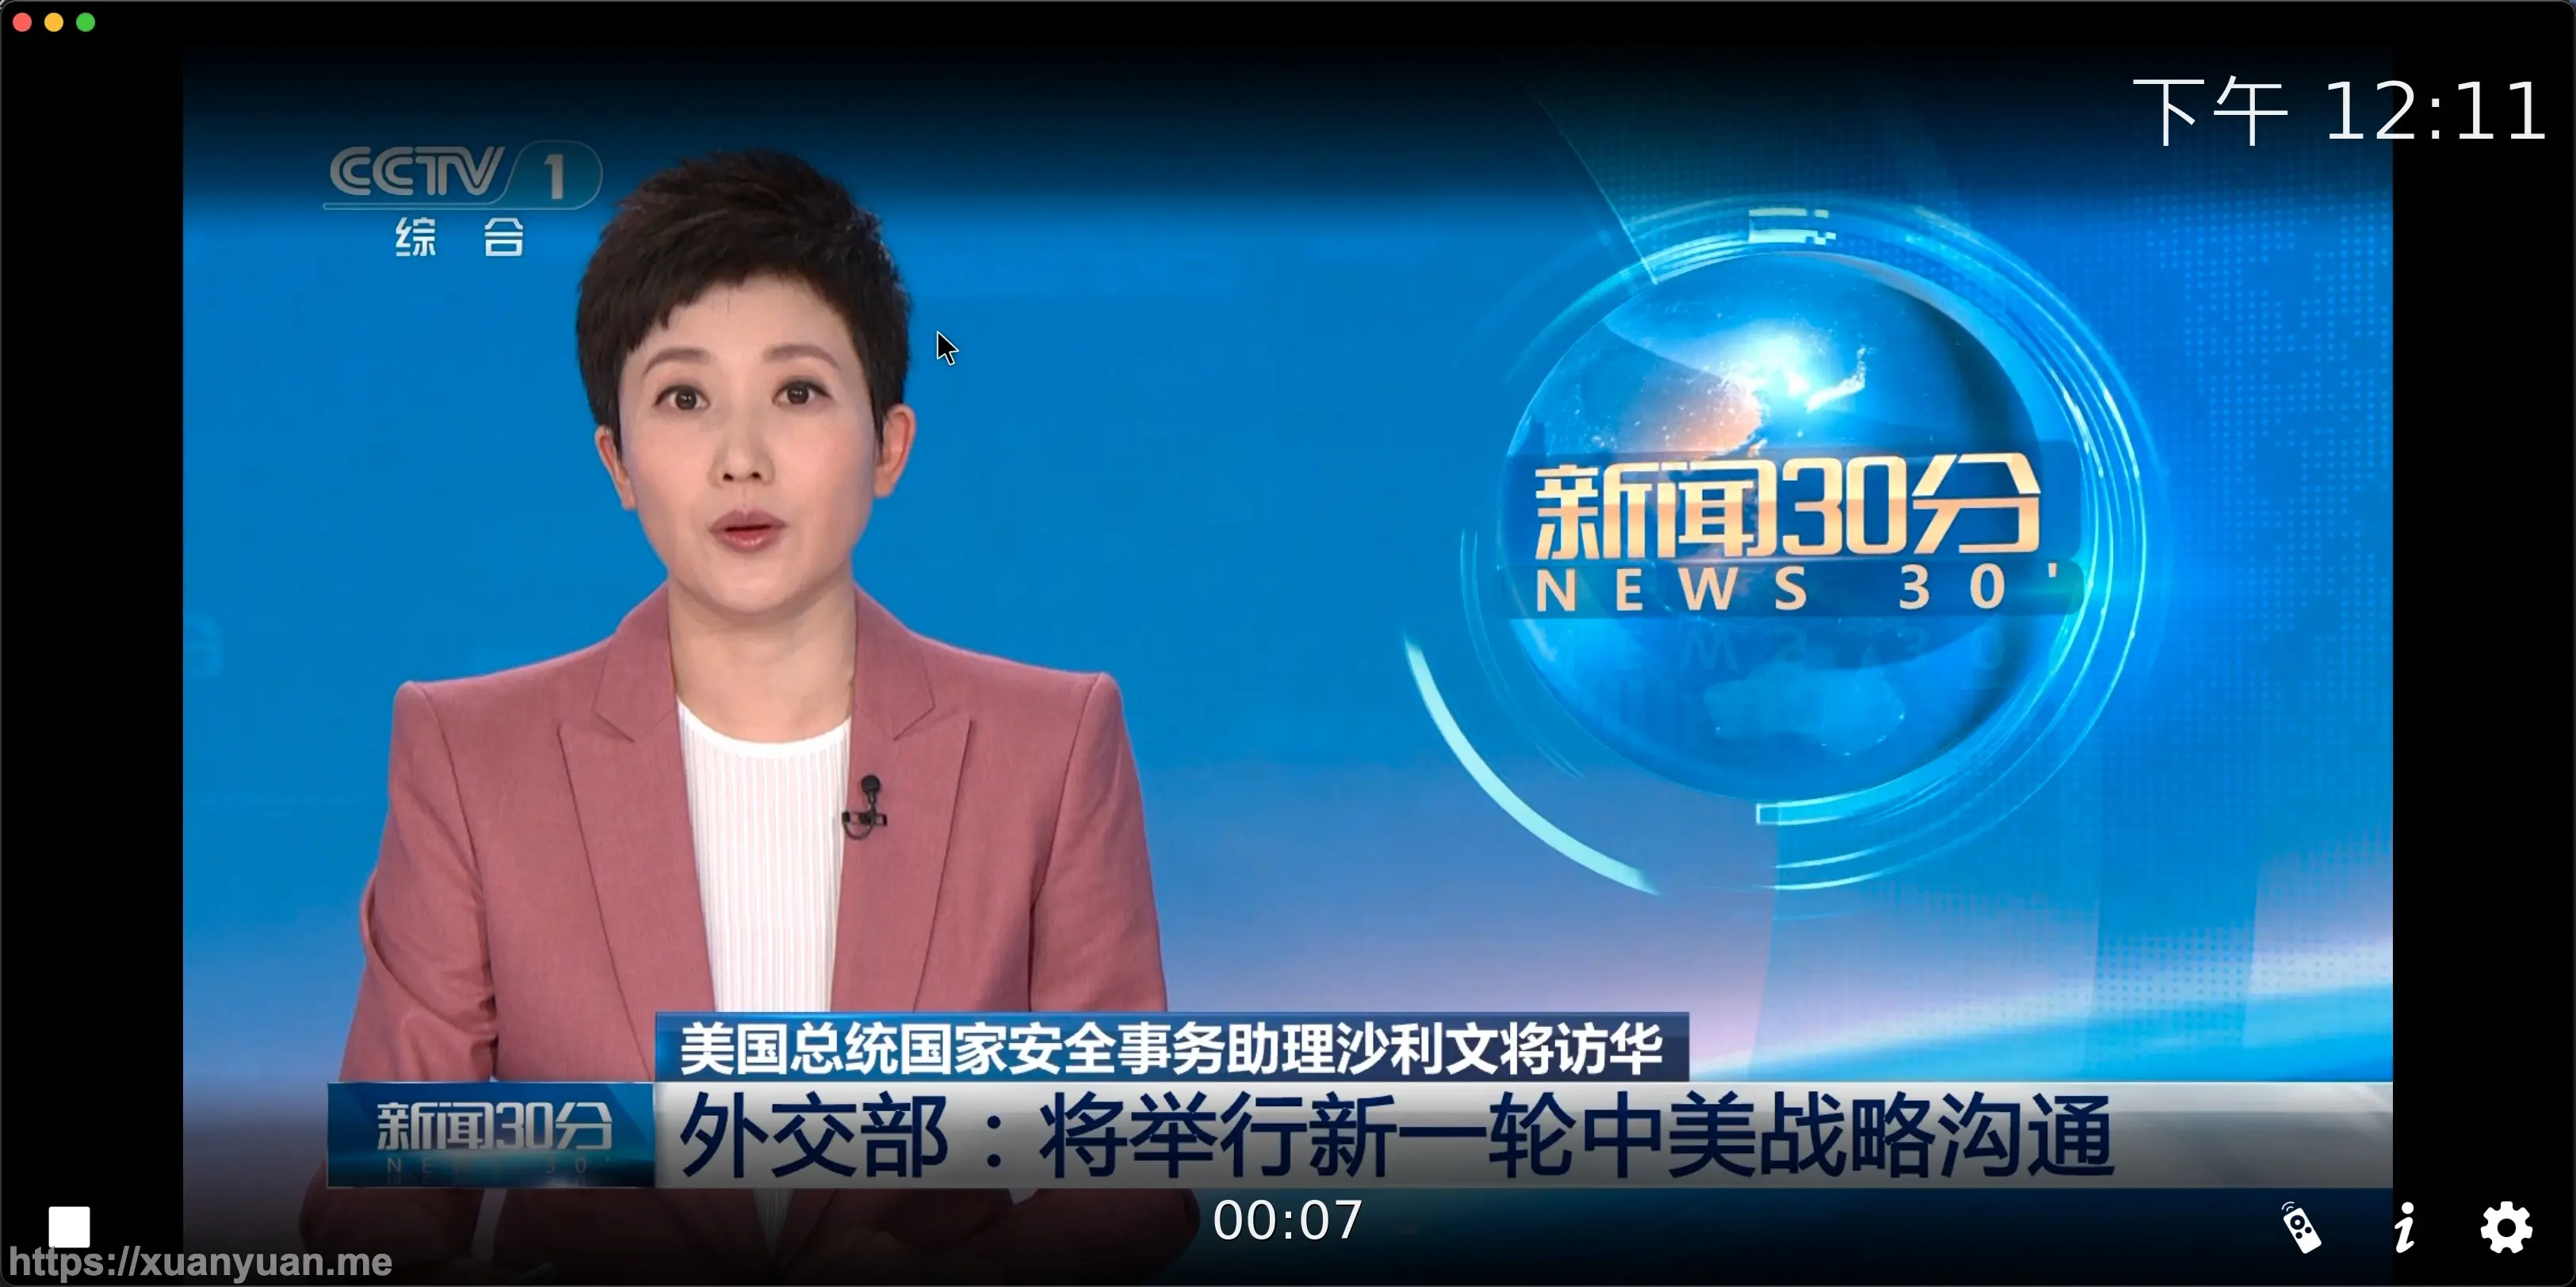 下午 12:11
CCTV 1
综 合
新闻30分
NEWS 30'
美国总统国家安全事务助理沙利文将访华
新闻30分
NEWS 30'
外交部：将举行新一轮中美战略沟通
00:07
https://xuanyuan.me